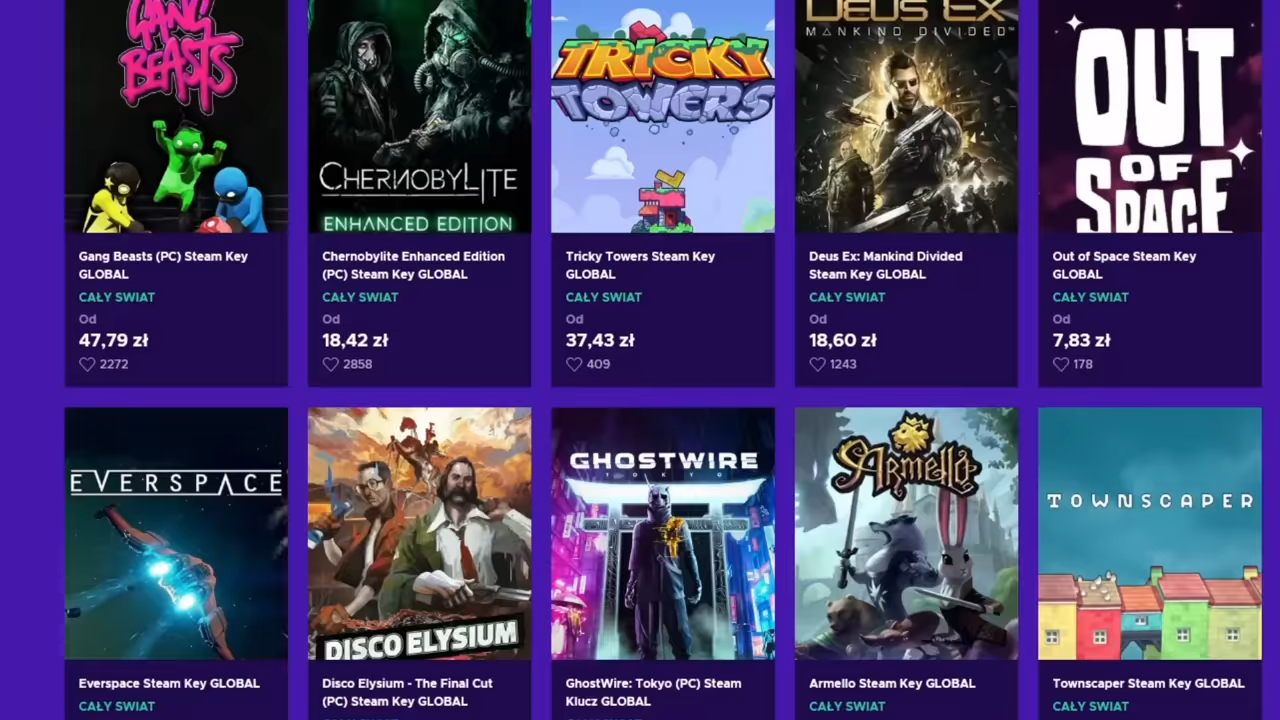 GANG
BEASTS
CHERNOBYLITE
ENHANCED EDITION
TRICKY
TOWERS
DEUS EX
MANKIND DIVIDED™
OUT
OF
SPACE
Gang Beasts (PC) Steam Key
GLOBAL
CAŁY SWIAT
Od
47,79 zł
2272
Chernobylite Enhanced Edition
(PC) Steam Key GLOBAL
CAŁY SWIAT
Od
18,42 zł
2858
Tricky Towers Steam Key
GLOBAL
CAŁY SWIAT
Od
37,43 zł
409
Deus Ex: Mankind Divided
Steam Key GLOBAL
CAŁY SWIAT
Od
18,60 zł
1243
Out of Space Steam Key
GLOBAL
CAŁY SWIAT
Od
7,83 zł
178
EVERSPACE
DISCO ELYSIUM
GHOSTWIRE
TOKYO
ARMELLO
TOWNSCAPER
Everspace Steam Key GLOBAL
CAŁY SWIAT
Disco Elysium - The Final Cut
(PC) Steam Key GLOBAL
GhostWire: Tokyo (PC) Steam
Klucz GLOBAL
Armello Steam Key GLOBAL
CAŁY SWIAT
Townscaper Steam Key GLOBAL
CAŁY SWIAT